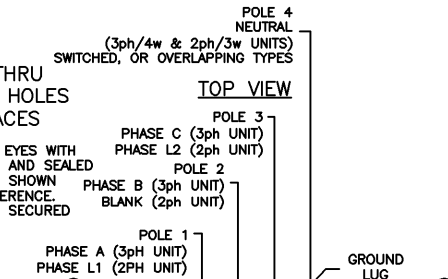 POLE 4
NEUTRAL
(3ph/4w & 2ph/3w UNITS)
SWITCHED, OR OVERLAPPING TYPES
THRU
HOLES
ACES
TOP VIEW
POLE 3
PHASE C (3ph UNIT)
PHASE L2 (2ph UNIT)
EYES WITH
AND SEALED
SHOWN
ERENCE.
SECURED
POLE 2
PHASE B (3ph UNIT)
BLANK (2ph UNIT)
POLE 1
PHASE A (3pH UNIT)
PHASE L1 (2PH UNIT)
GROUND
LUG